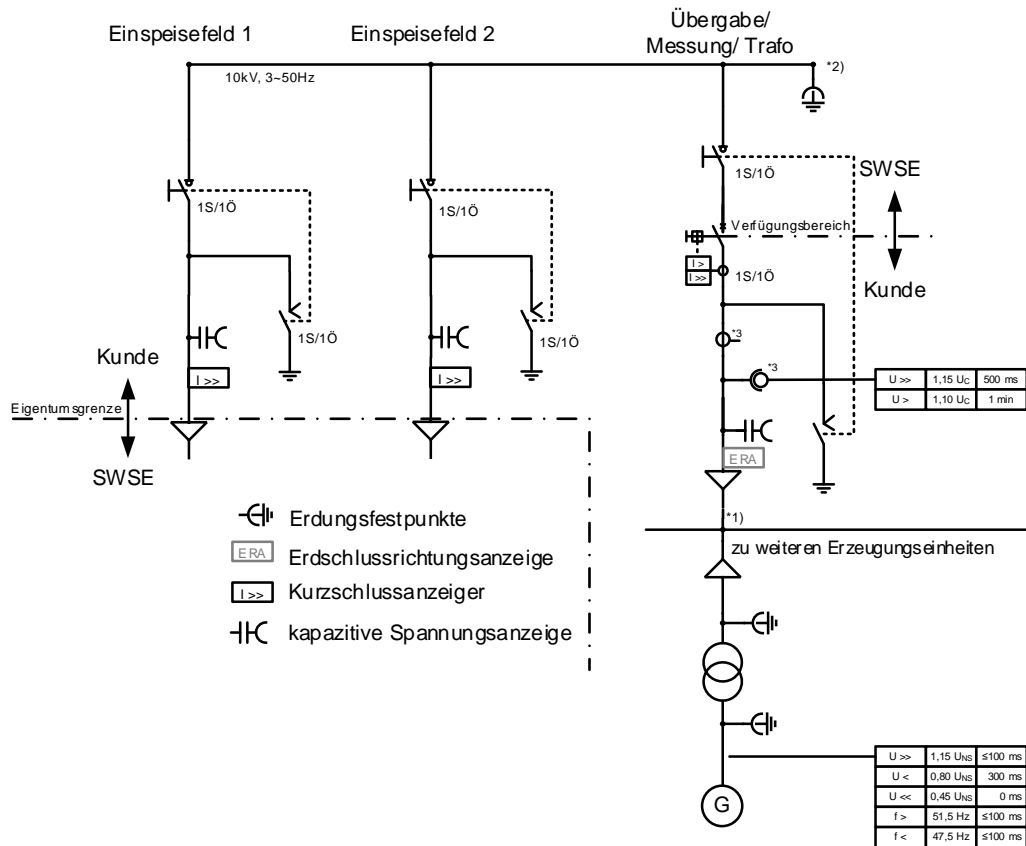 Einspeisefeld 1
Einspeisefeld 2
Übergabe/
Messung/ Trafo
10kV, 3~50Hz
*2)
1S/1Ö
1S/1Ö
1S/1Ö
SWSE
Verfügungsbereich
I >
I >>
1S/1Ö
Kunde
1S/1Ö
1S/1Ö
*3
*3
Kunde
I >>
I >>
U >> 1,15 UC 500 ms
U > 1,10 UC 1 min
Eigentumsgrenze
SWSE
ERA
Erdungsfestpunkte
*1)
ERA Erdschlussrichtungsanzeige
zu weiteren Erzeugungseinheiten
I >> Kurzschlussanzeiger
kapazitive Spannungsanzeige
G
U >> 1,15 UNS ≤100 ms
U < 0,80 UNS 300 ms
U << 0,45 UNS 0 ms
f > 51,5 Hz ≤100 ms
f < 47,5 Hz ≤100 ms